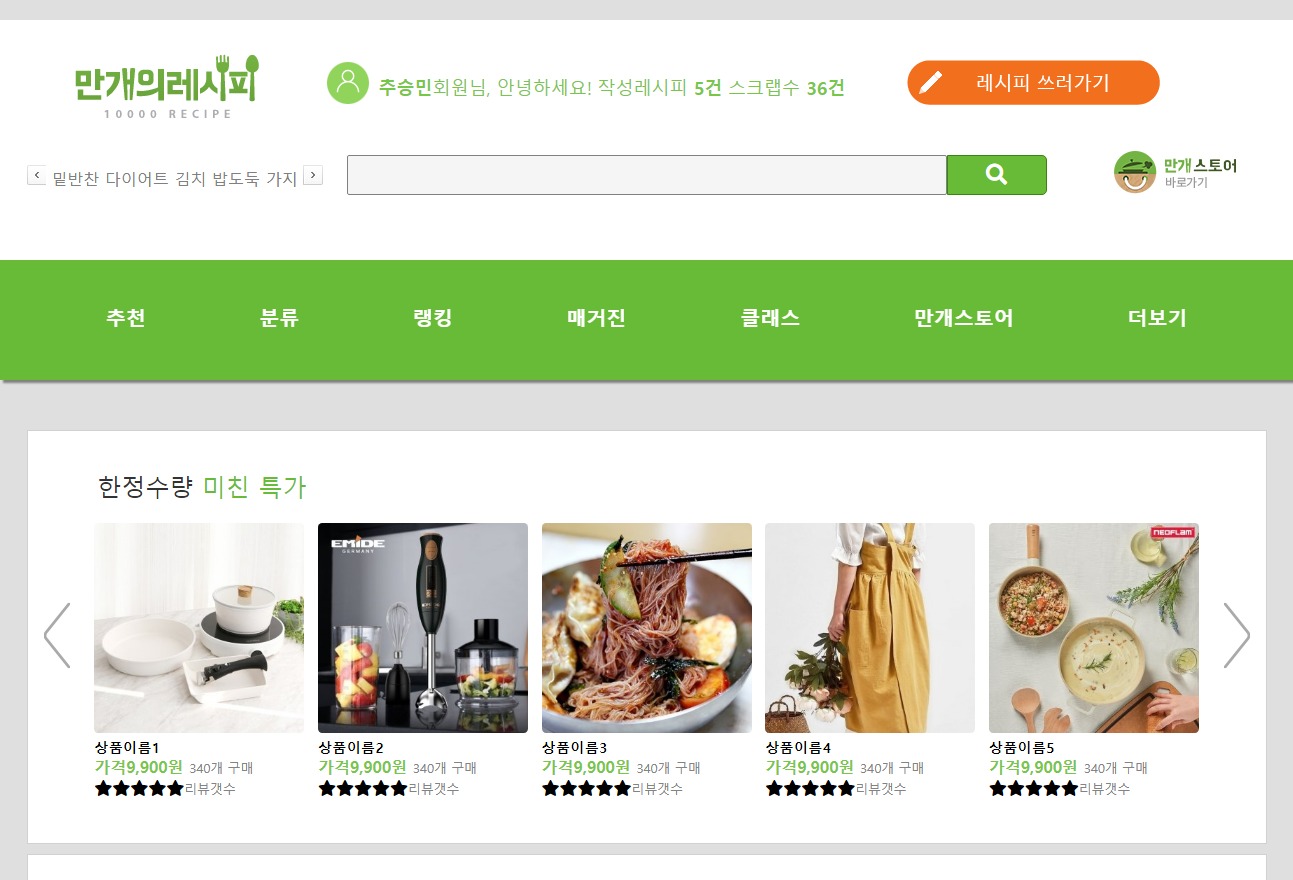 만개의레시피
10000 RECIPE
추승민회원님, 안녕하세요! 작성레시피 5건 스크랩수 36건
레시피 쓰러가기
밑반찬 다이어트 김치 밥도둑 가지
만개스토어
바로가기
추천 분류 랭킹 매거진 클래스 만개스토어 더보기
한정수량 미친 특가
EMIDE
GERMANY
NEOFLAM
상품이름1 상품이름2 상품이름3 상품이름4 상품이름5
가격9,900원 340개 구매 가격9,900원 340개 구매 가격9,900원 340개 구매 가격9,900원 340개 구매 가격9,900원 340개 구매
★★★★★리뷰갯수 ★★★★★리뷰갯수 ★★★★★리뷰갯수 ★★★★★리뷰갯수 ★★★★★리뷰갯수